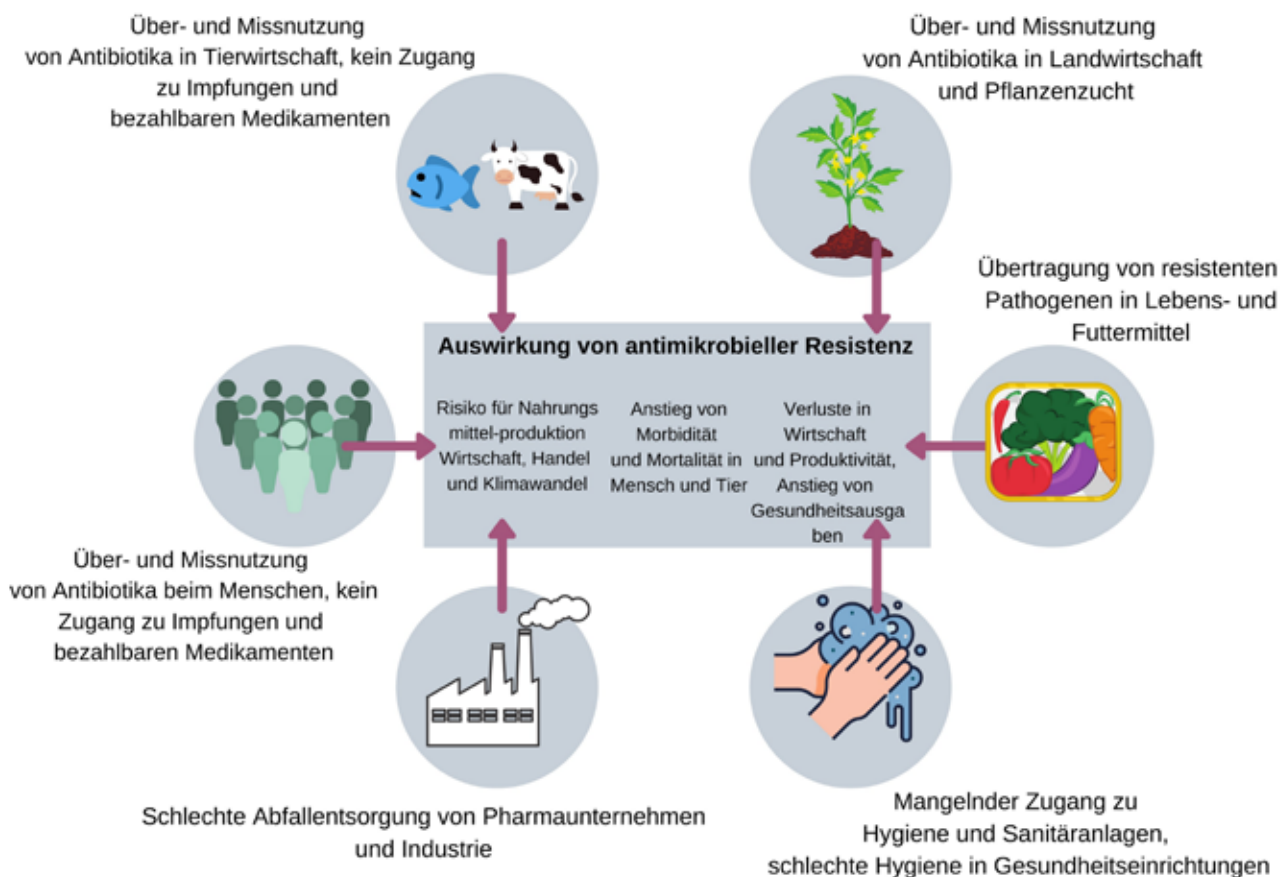 Über- und Missnutzung
von Antibiotika in Tierwirtschaft, kein Zugang
zu Impfungen und
bezahlbaren Medikamenten
Über- und Missnutzung
von Antibiotika in Landwirtschaft
und Pflanzenzucht
Übertragung von resistenten
Pathogenen in Lebens- und
Futtermittel
Auswirkung von antimikrobieller Resistenz
Risiko für Nahrungs
mittel-produktion
Wirtschaft, Handel
und Klimawandel
Anstieg von
Morbidität
und Mortalität in
Mensch und Tier
Verluste in
Wirtschaft
und Produktivität,
Anstieg von
Gesundheitsausga
ben
Über- und Missnutzung
von Antibiotika beim Menschen, kein
Zugang zu Impfungen und
bezahlbaren Medikamenten
Schlechte Abfallentsorgung von Pharmaunternehmen
und Industrie
Mangelnder Zugang zu
Hygiene und Sanitäranlagen,
schlechte Hygiene in Gesundheitseinrichtungen